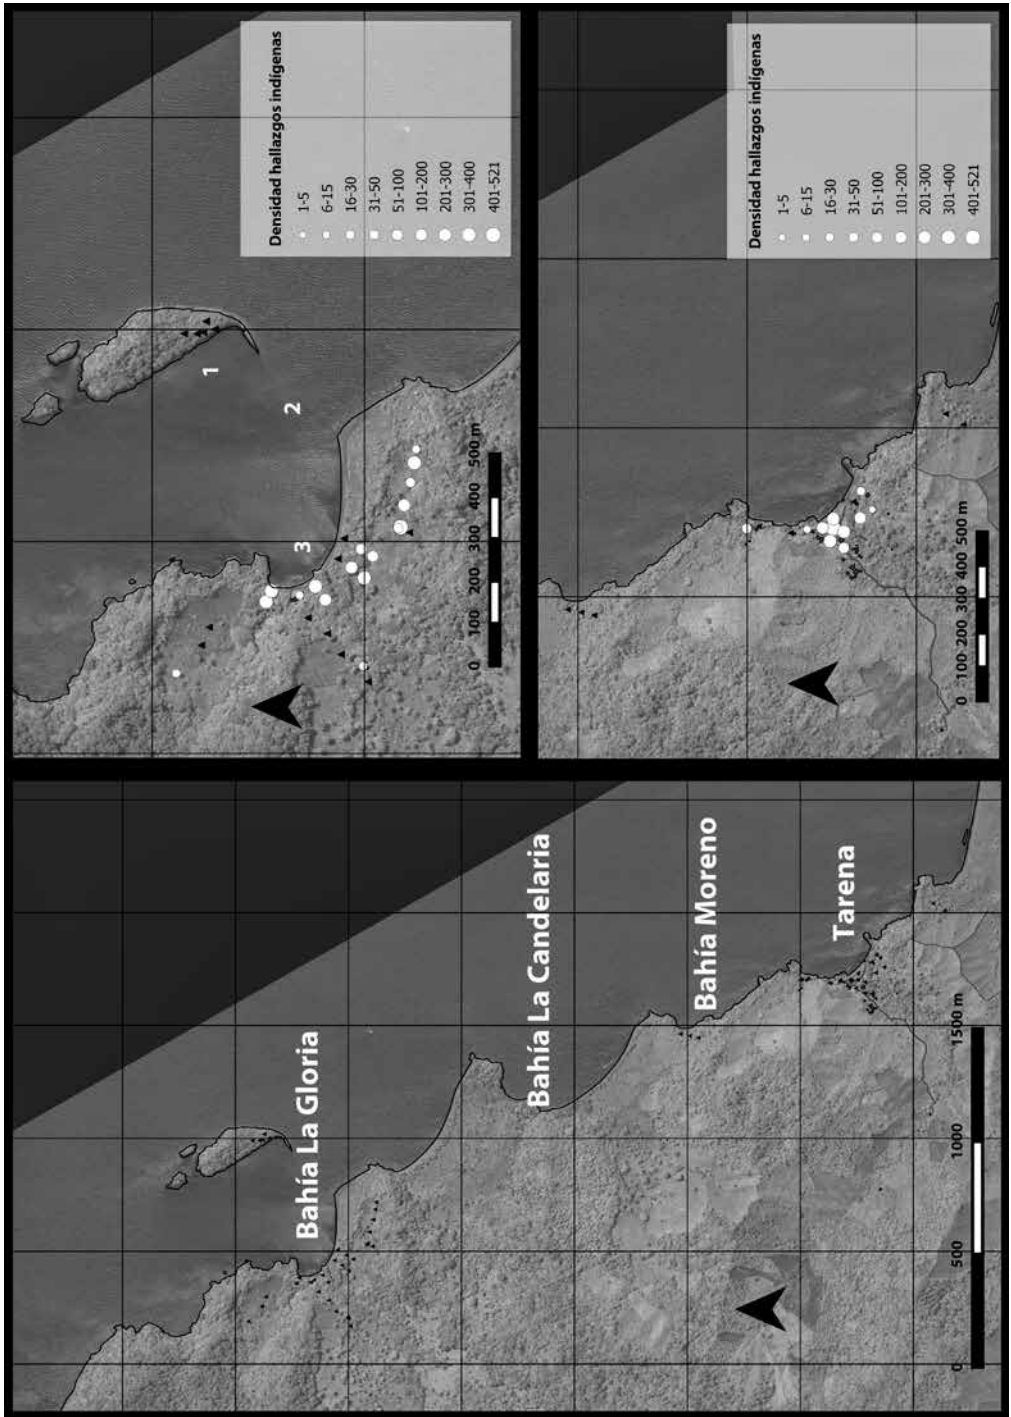 Densidad hallazgos indígenas
1-5
6-15
16-30
31-50
51-100
101-200
201-300
301-400
401-521
1
2
3
0 100 200 300 400 500 m
Densidad hallazgos indígenas
1-5
6-15
16-30
31-50
51-100
101-200
201-300
301-400
401-521
0 100 200 300 400 500 m
Bahía La Gloria
Bahía La Candelaria
Bahía Moreno
Tarena
0 500 1000 1500 m